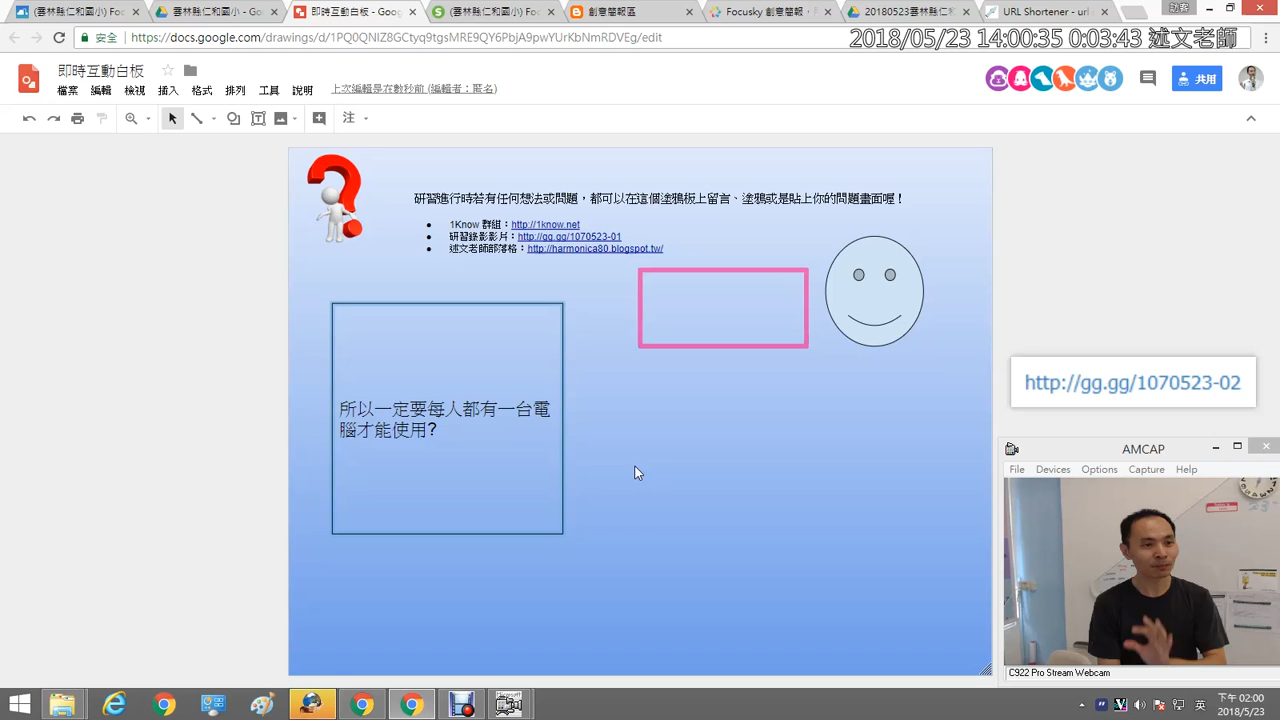 (雲林縣仁和國小) Foc
雲林縣仁和國小 - Goo
即時互動白板 - Goog
(雲林縣仁和國小) Foc
創意簡報區
Focusky 創意簡報，P
20180523雲林縣仁和
URL Shortener - url s
安全
https://docs.google.com/drawings/d/1PQ0QNIZ8GCtyq9tgsMRE9QY6PbjA9pwYUrKbNmRDVEg/edit
2018/05/23 14:00:35 0:03:43 述文老師
即時互動白板
檔案 編輯 檢視 插入 格式 排列 工具 說明
上次編輯是在數秒前 (編輯者：匿名)
共用
注
研習進行時若有任何想法或問題，都可以在這個塗鴉板上留言、塗鴉或是貼上你的問題畫面喔！
1Know 群組：http://1know.net
研習錄影影片：http://gg.gg/1070523-01
述文老師部落格：http://harmonica80.blogspot.tw/
所以一定要每人都有一台電
腦才能使用?
http://gg.gg/1070523-02
AMCAP
File Devices Options Capture Help
C922 Pro Stream Webcam
英
下午 02:00
2018/5/23